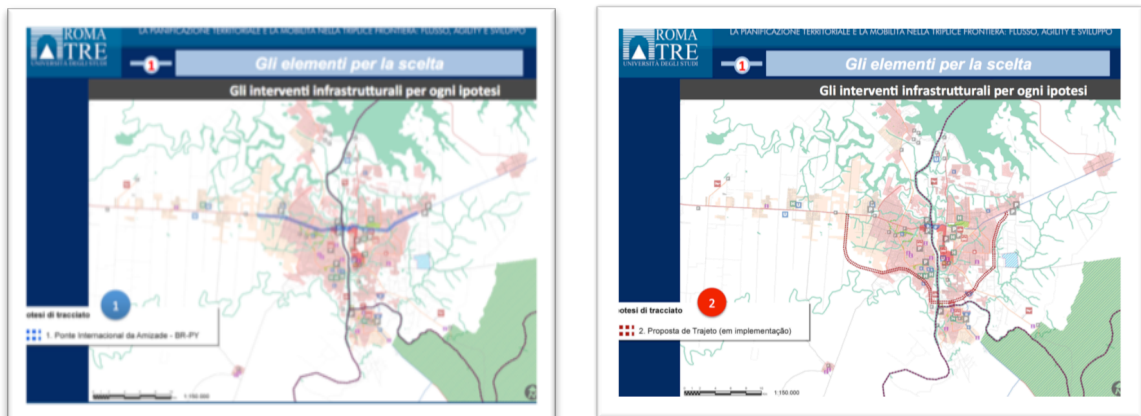 ROMA
TRE
UNIVERSITÀ DEGLI STUDI
LA PIANIFICAZIONE TERRITORIALE E LA MOBILITÀ NELLA TRIPLICE FRONTIERA: FLUSSO, AGILITY E SVILUPPO
1
Gli elementi per la scelta
Gli interventi infrastrutturali per ogni ipotesi
1
otesi di tracciato
1. Ponte Internacional da Amizade - BR-PY
1:150.000
ROMA
TRE
UNIVERSITÀ DEGLI STUDI
LA PIANIFICAZIONE TERRITORIALE E LA MOBILITÀ NELLA TRIPLICE FRONTIERA: FLUSSO, AGILITY E SVILUPPO
1
Gli elementi per la scelta
Gli interventi infrastrutturali per ogni ipotesi
2
otesi di tracciato
2. Proposta de Trajeto (em implementação)
1:150.000